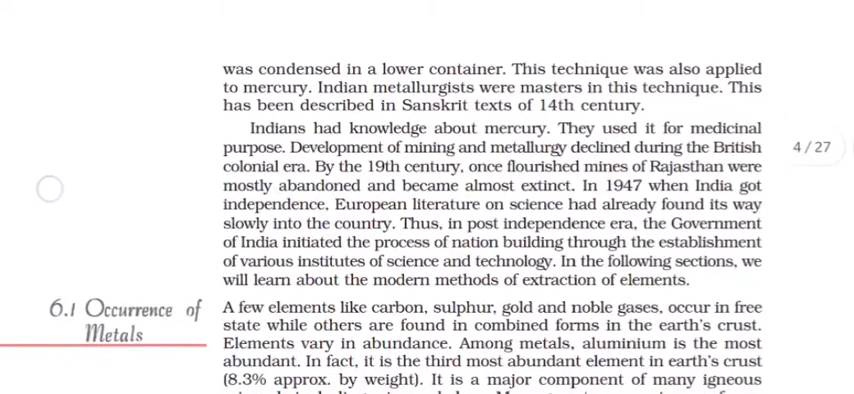 was condensed in a lower container. This technique was also applied
to mercury. Indian metallurgists were masters in this technique. This
has been described in Sanskrit texts of 14th century.
Indians had knowledge about mercury. They used it for medicinal
purpose. Development of mining and metallurgy declined during the British
colonial era. By the 19th century, once flourished mines of Rajasthan were
mostly abandoned and became almost extinct. In 1947 when India got
independence, European literature on science had already found its way
slowly into the country. Thus, in post independence era, the Government
of India initiated the process of nation building through the establishment
of various institutes of science and technology. In the following sections, we
will learn about the modern methods of extraction of elements.
4 / 27
6.1 Occurrence of
Metals
A few elements like carbon, sulphur, gold and noble gases, occur in free
state while others are found in combined forms in the earth's crust.
Elements vary in abundance. Among metals, aluminium is the most
abundant. In fact, it is the third most abundant element in earth's crust
(8.3% approx. by weight). It is a major component of many igneous